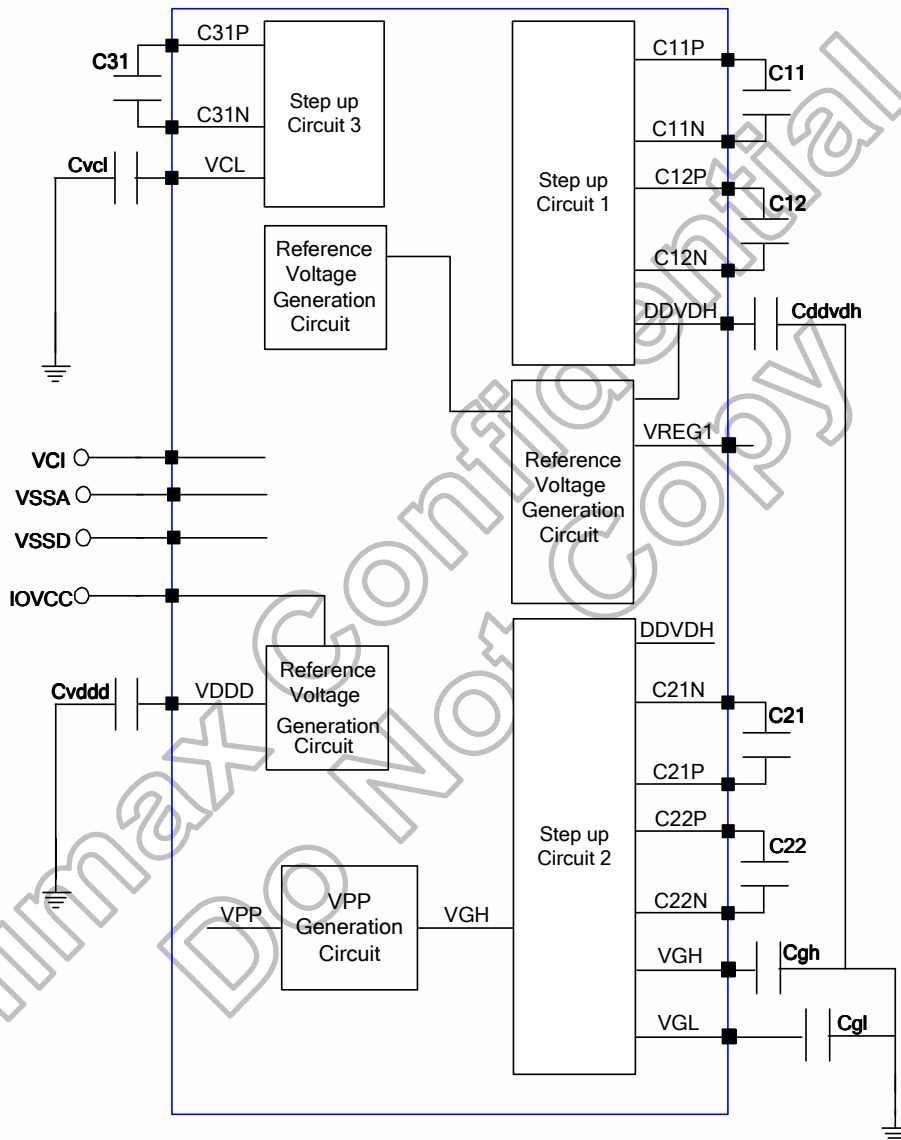 C31P
C31
C31N
Step up
Circuit 3
Cvcl
VCL
C11P
C11
C11N
Step up
Circuit 1
C12P
C12
C12N
DDVDH
Cddvdh
Reference
Voltage
Generation
Circuit
VREG1
Reference
Voltage
Generation
Circuit
VCI
VSSA
VSSD
IOVCC
Cvddd
VDDD
Reference
Voltage
Generation
Circuit
DDVDH
C21N
C21
C21P
Step up
Circuit 2
C22P
C22
C22N
VPP
VPP
Generation
Circuit
VGH
VGH
Cgh
VGL
Cgl
imax Confidential
Do Not Copy